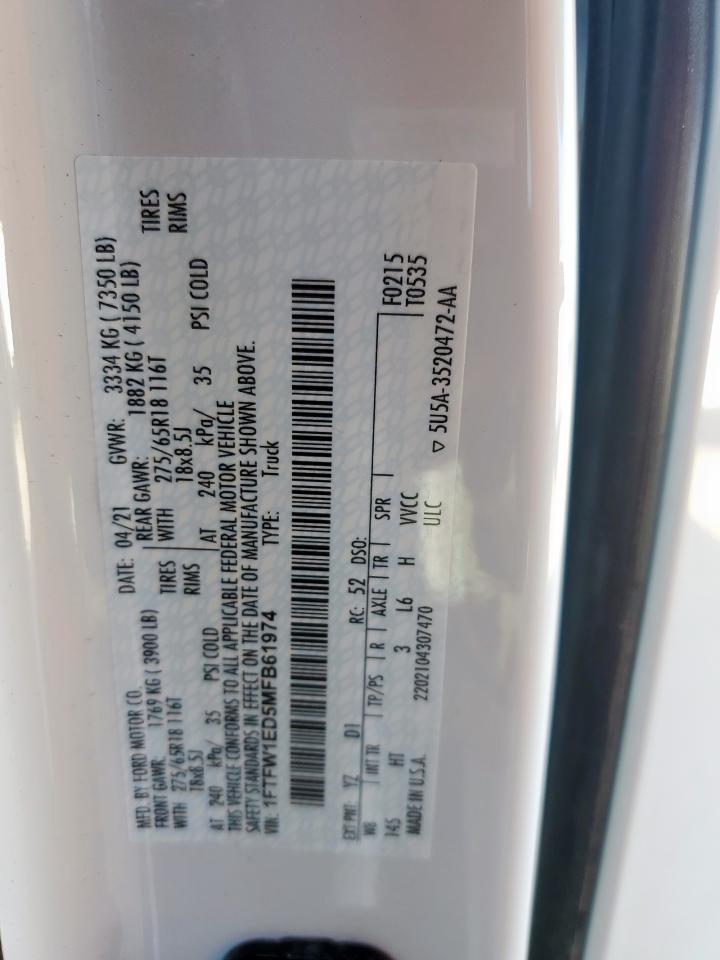 MFD. BY FORD MOTOR CO.
DATE: 04/21 GVWR: 3334 KG ( 7350 LB)
FRONT GAWR: 1769 KG ( 3900 LB) REAR GAWR: 1882 KG ( 4150 LB)
WITH 275/65R18 116T TIRES WITH 275/65R18 116T TIRES
18x8.5J RIMS 18x8.5J RIMS
AT 240 kPa/ 35 PSI COLD AT 240 kPa/ 35 PSI COLD
THIS VEHICLE CONFORMS TO ALL APPLICABLE FEDERAL MOTOR VEHICLE
SAFETY STANDARDS IN EFFECT ON THE DATE OF MANUFACTURE SHOWN ABOVE.
VIN: 1FTFW1ED5MFB61974 TYPE: Truck
EXT PNT: YZ D1 RC: 52 DSO: F0215
WB INT TR TP/PS R AXLE TR SPR T0535
145 HT 3 L6 H VVCC
MADE IN U.S.A. 2202104307470 ULC
▽ 5U5A-3520472-AA